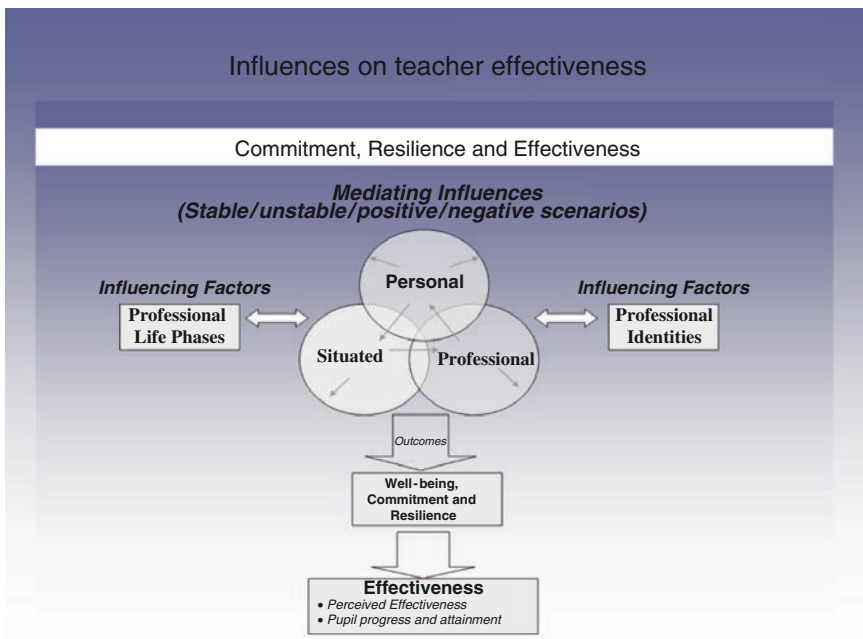 Influences on teacher effectiveness
Commitment, Resilience and Effectiveness
Mediating Influences
(Stable/unstable/positive/negative scenarios)
Influencing Factors
Professional
Life Phases
Personal
Situated
Professional
Influencing Factors
Professional
Identities
Outcomes
Well-being,
Commitment and
Resilience
Effectiveness
• Perceived Effectiveness
• Pupil progress and attainment